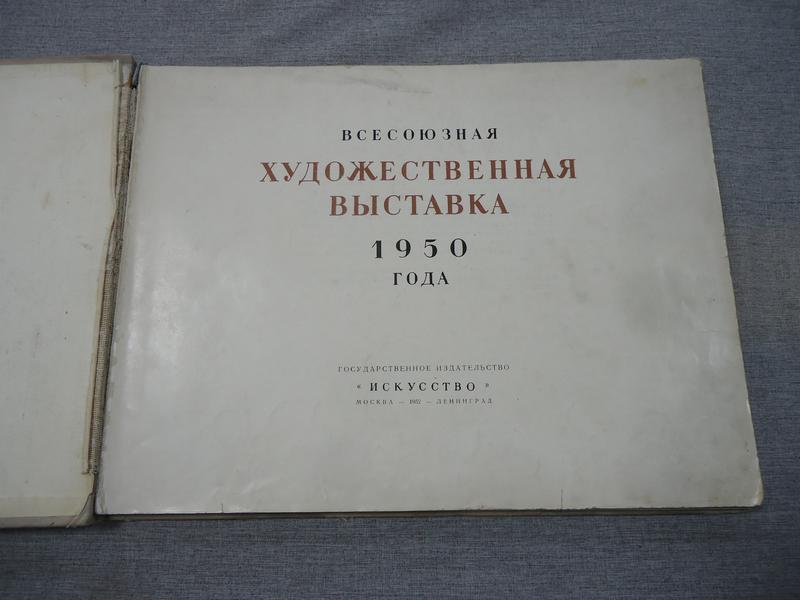 ВСЕСОЮЗНАЯ
ХУДОЖЕСТВЕННАЯ
ВЫСТАВКА
1950
ГОДА
ГОСУДАРСТВЕННОЕ ИЗДАТЕЛЬСТВО
« ИСКУССТВО »
МОСКВА — 1952 — ЛЕНИНГРАД